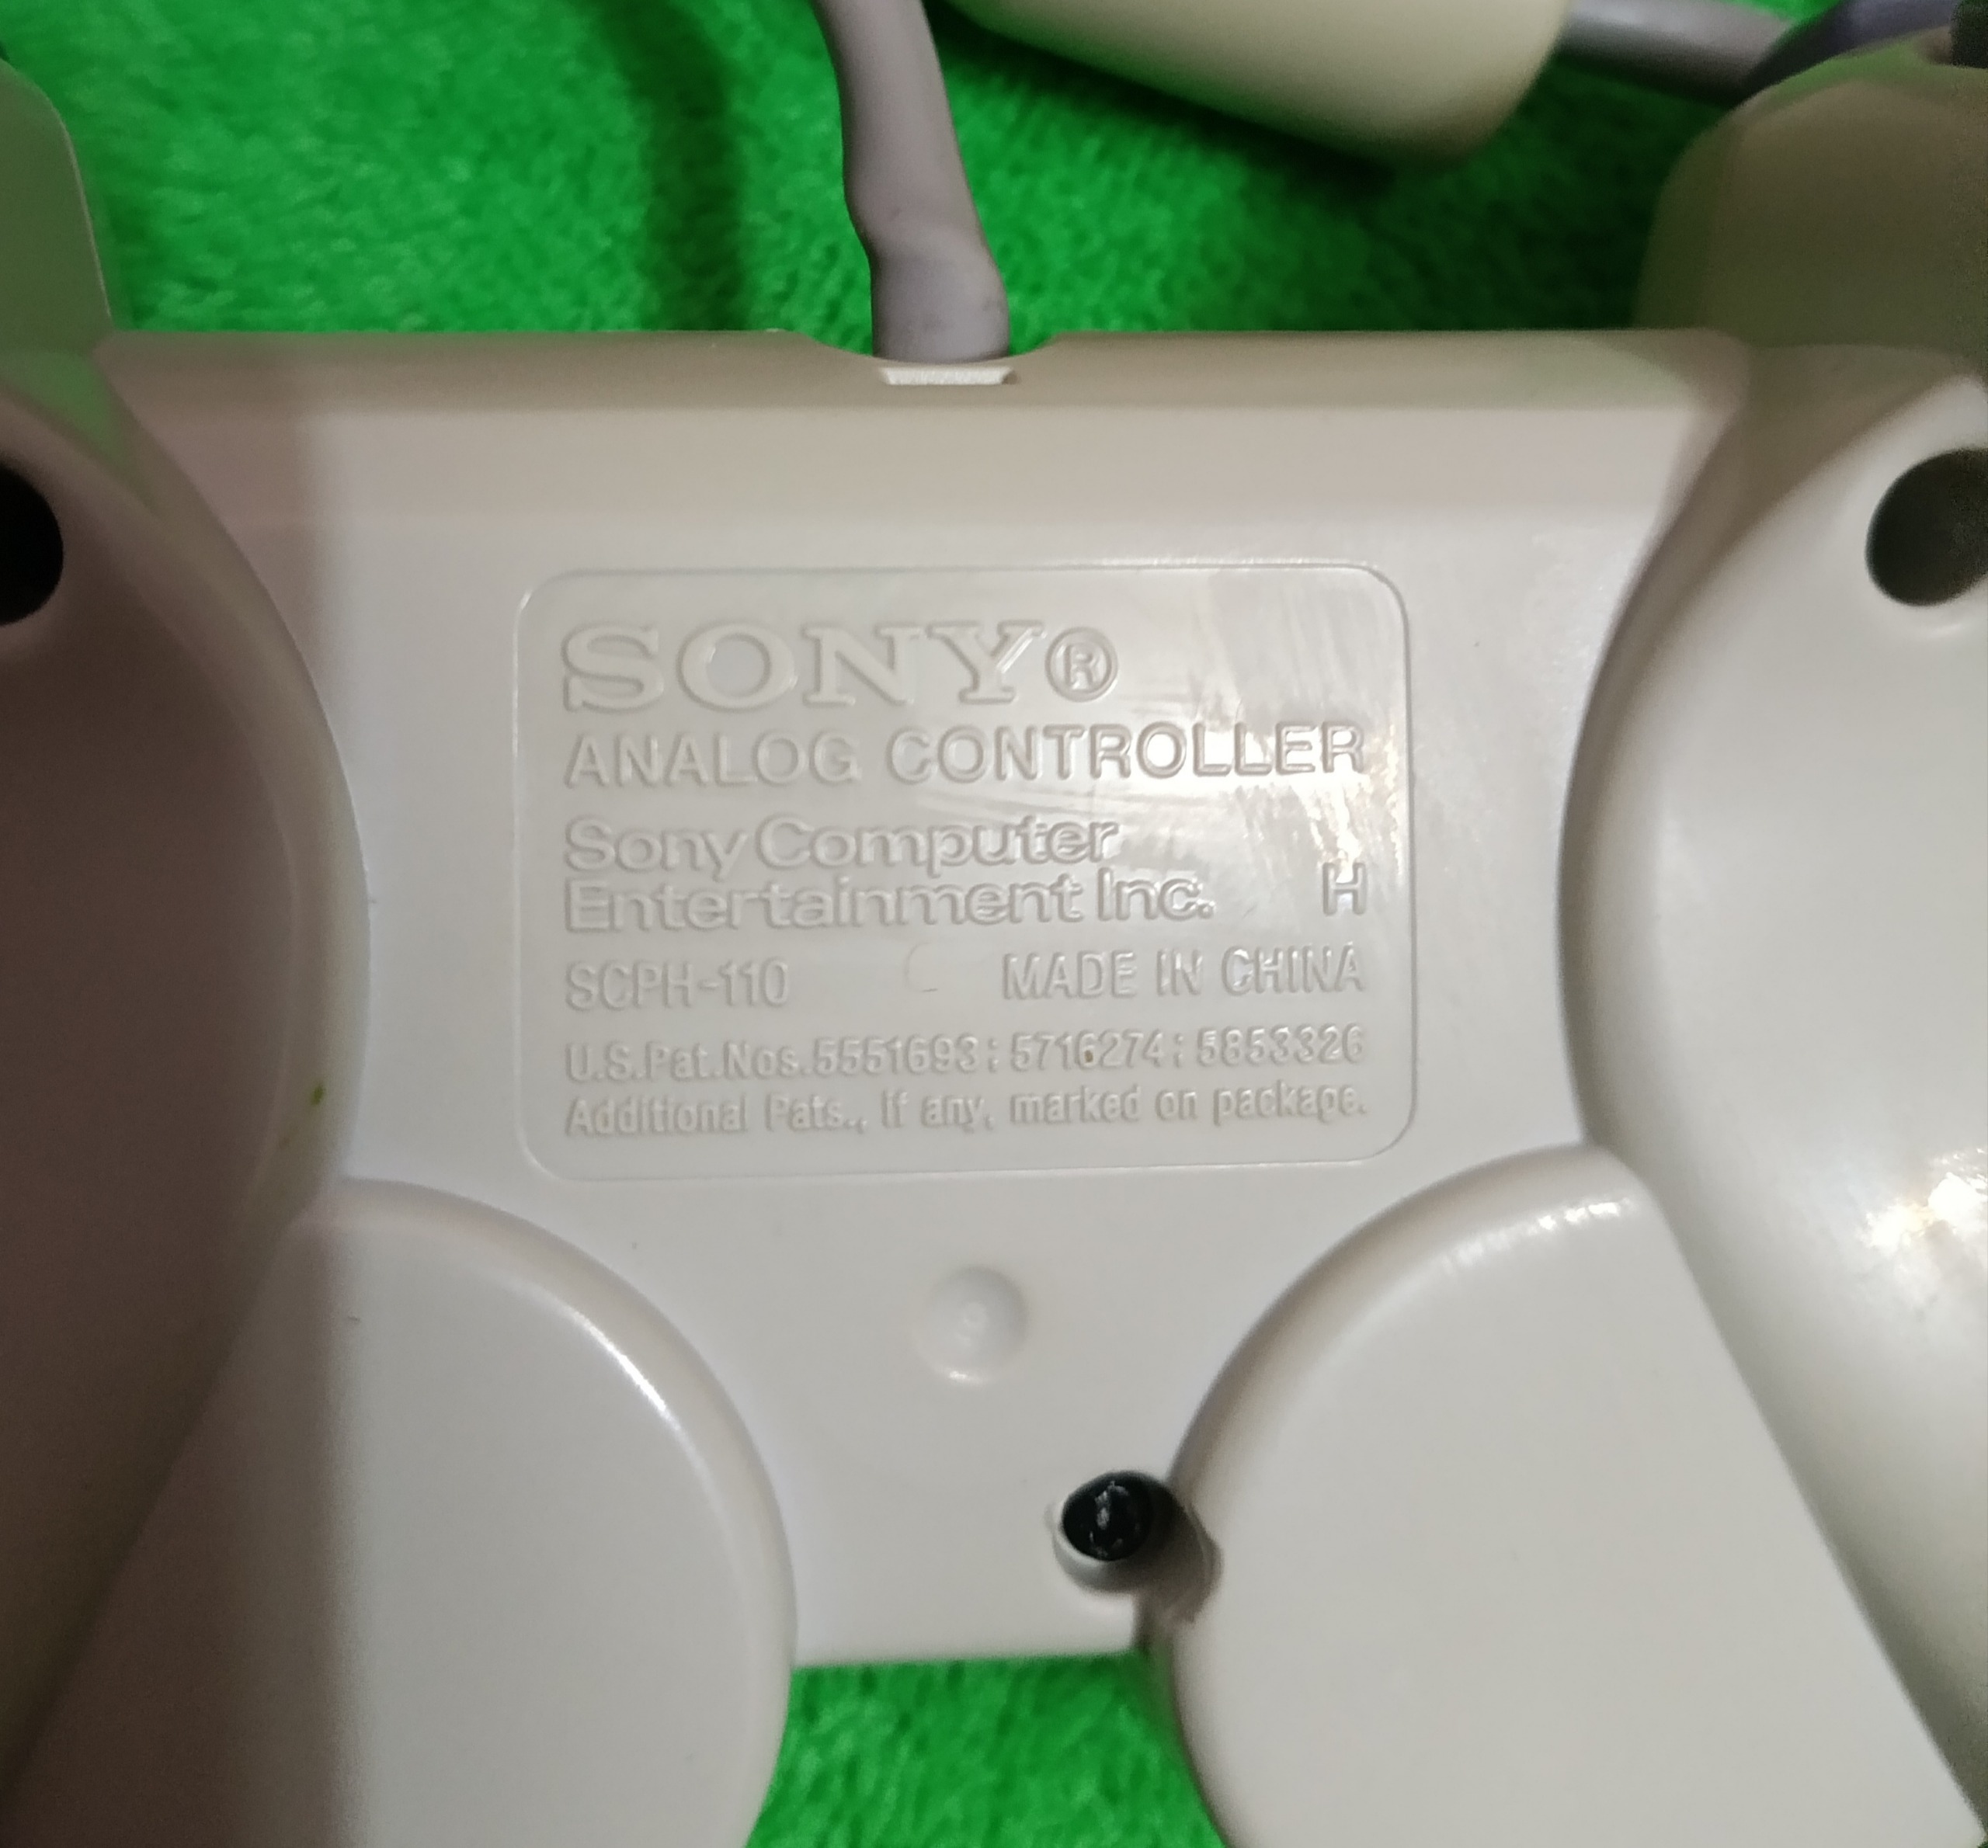 SONY®
ANALOG CONTROLLER
Sony Computer
Entertainment Inc. H
SCPH-110 MADE IN CHINA
U.S.Pat.Nos.5551693; 5716274; 5853326
Additional Pats., if any, marked on package.